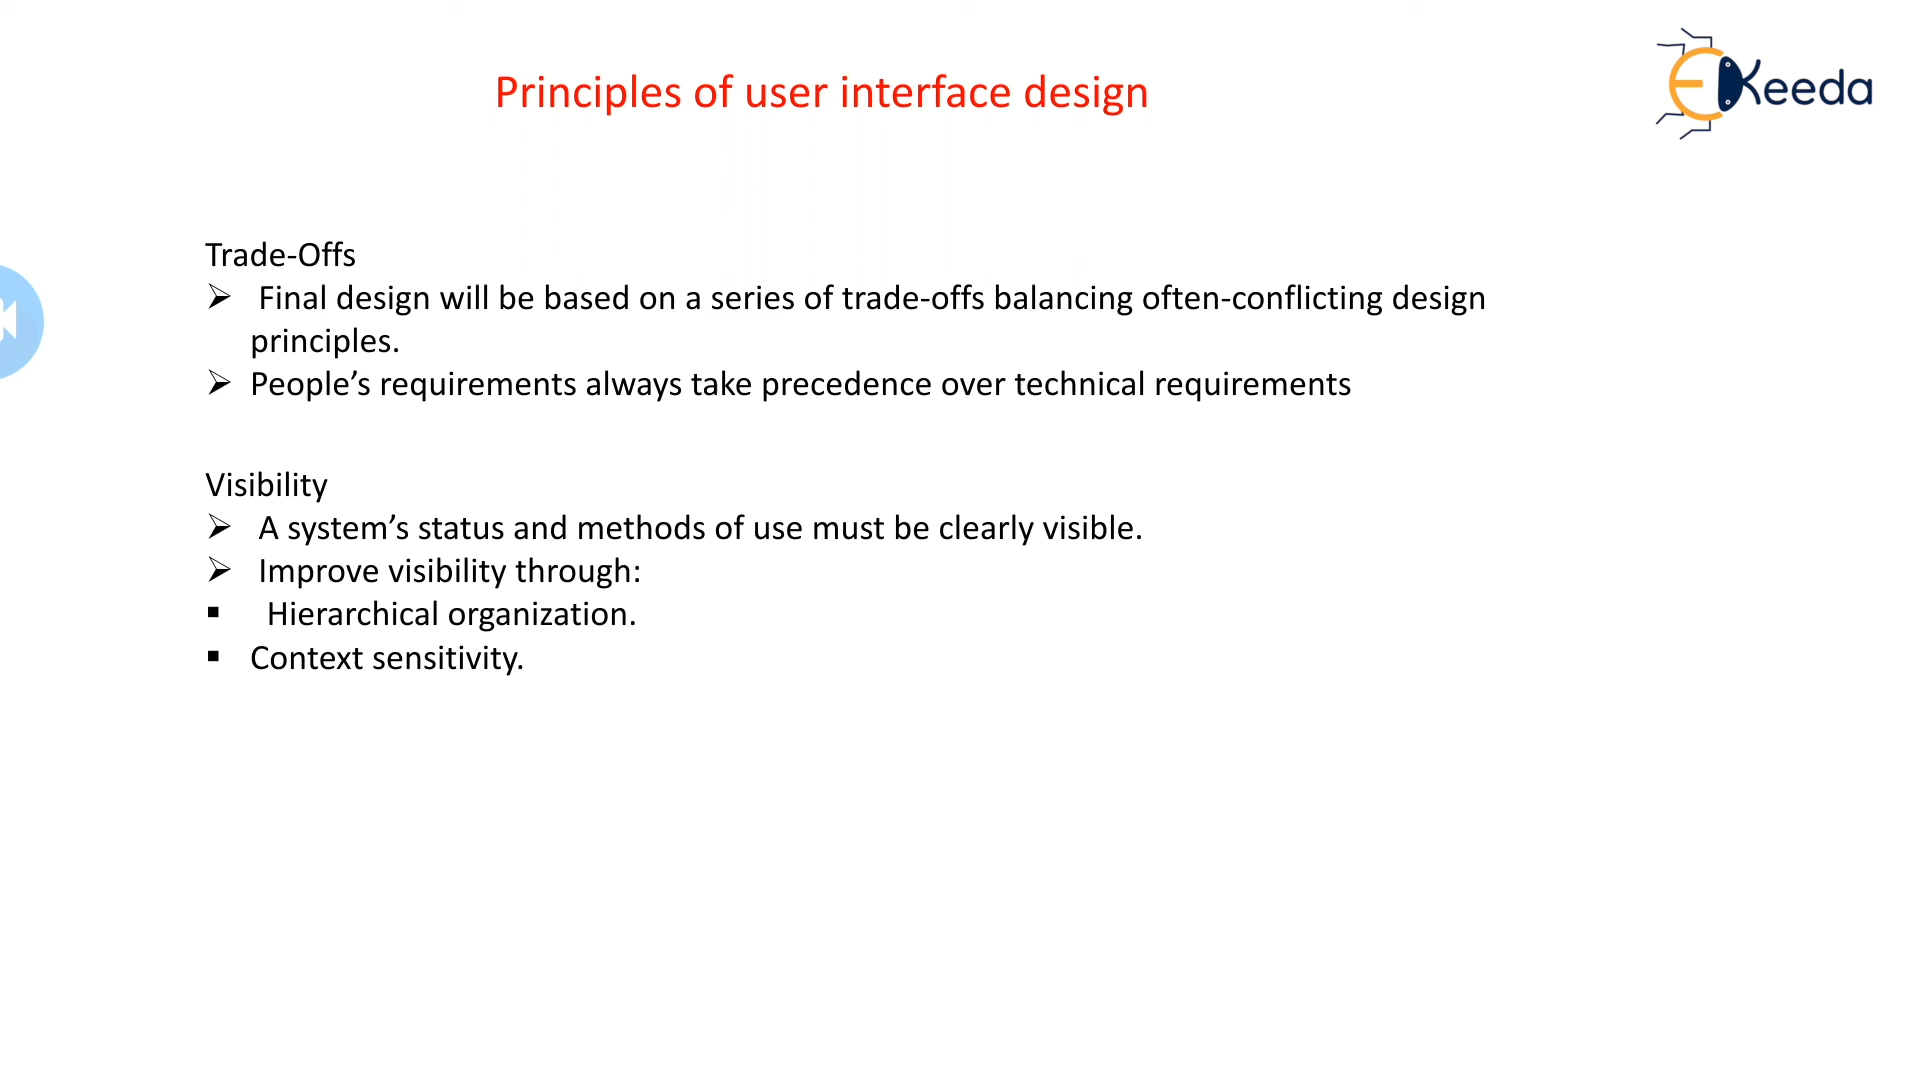 Principles of user interface design
EKeeda
Trade-Offs
➢ Final design will be based on a series of trade-offs balancing often-conflicting design
principles.
➢ People’s requirements always take precedence over technical requirements
Visibility
➢ A system’s status and methods of use must be clearly visible.
➢ Improve visibility through:
▪ Hierarchical organization.
▪ Context sensitivity.